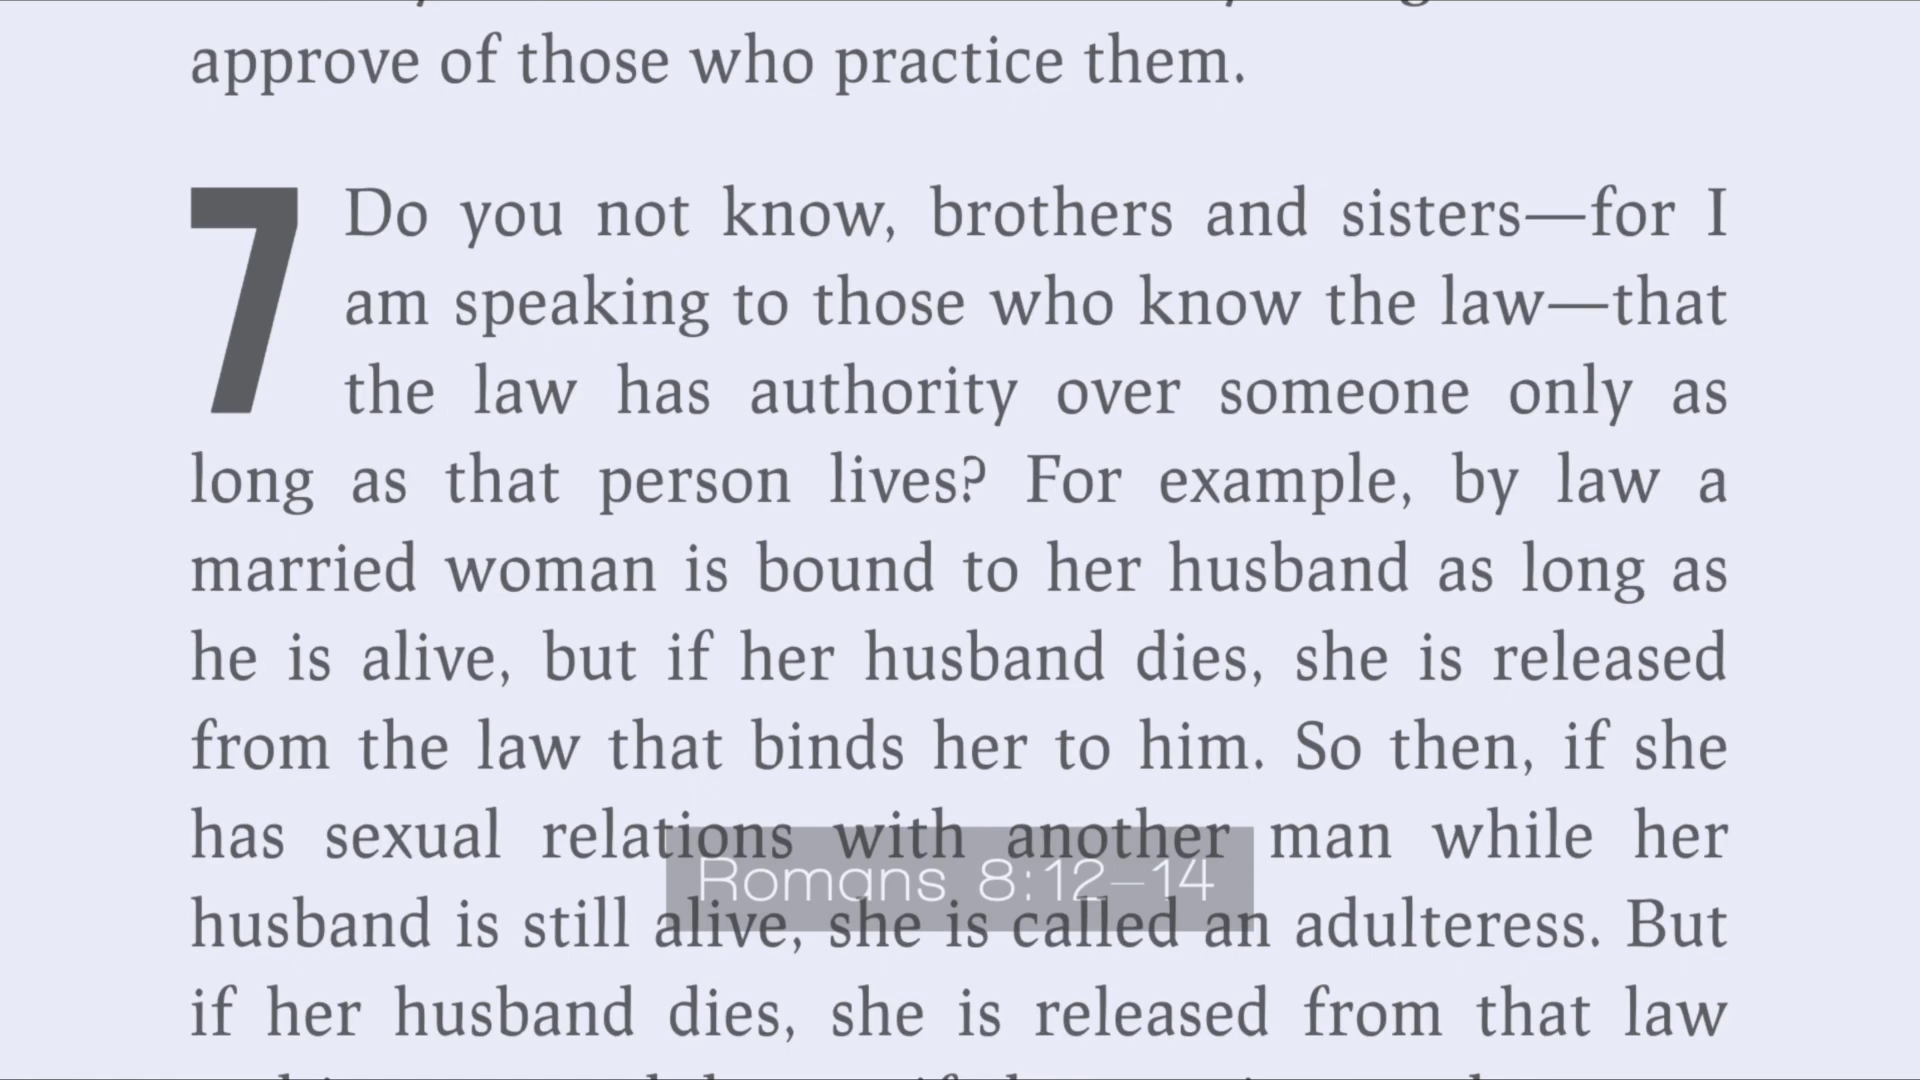 approve of those who practice them.
7
Do you not know, brothers and sisters—for I
am speaking to those who know the law—that
the law has authority over someone only as
long as that person lives? For example, by law a
married woman is bound to her husband as long as
he is alive, but if her husband dies, she is released
from the law that binds her to him. So then, if she
has sexual relations with another man while her
Romans 8:12–14
husband is still alive, she is called an adulteress. But
if her husband dies, she is released from that law